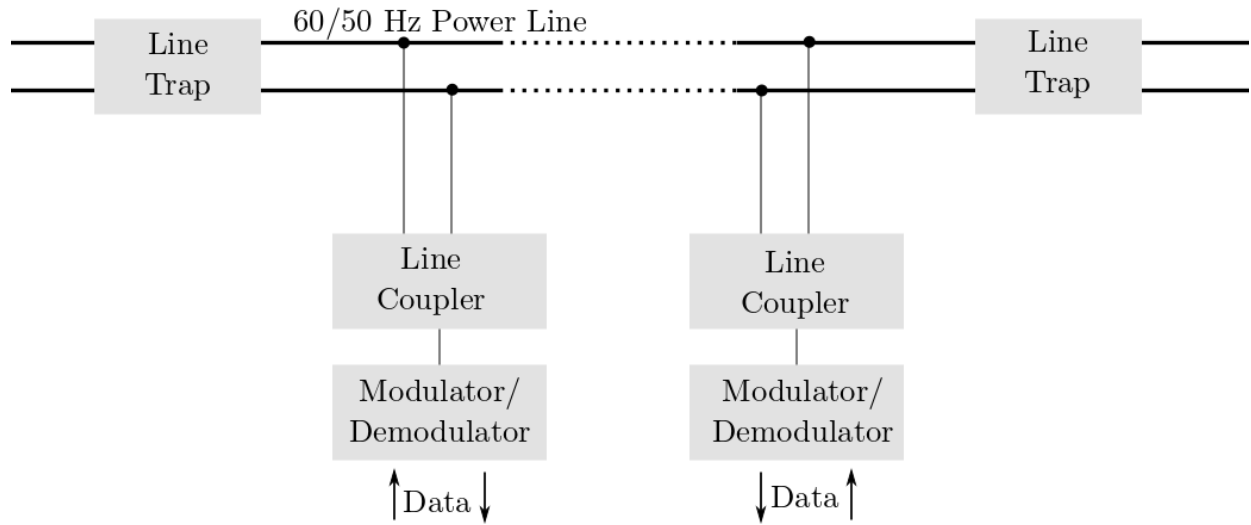 60/50 Hz Power Line
Line
Trap
Line
Trap
Line
Coupler
Line
Coupler
Modulator/
Demodulator
Modulator/
Demodulator
Data
Data